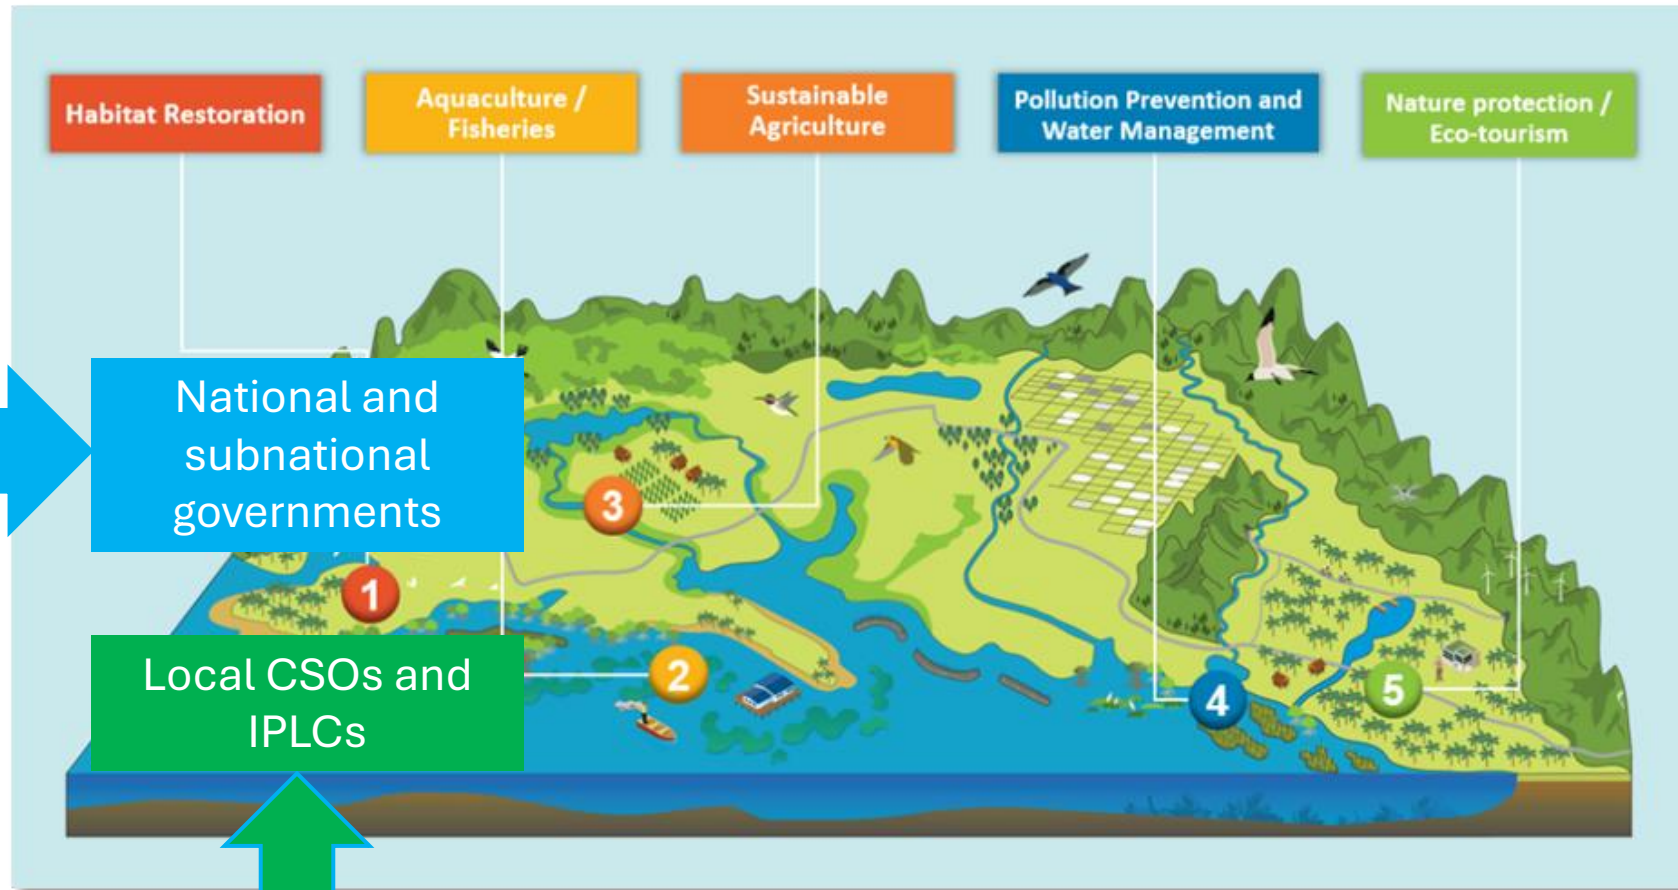 Habitat Restoration
Aquaculture /
Fisheries
Sustainable
Agriculture
Pollution Prevention and
Water Management
Nature protection /
Eco-tourism
National and
subnational
governments
3
1
Local CSOs and
IPLCs
2
4
5